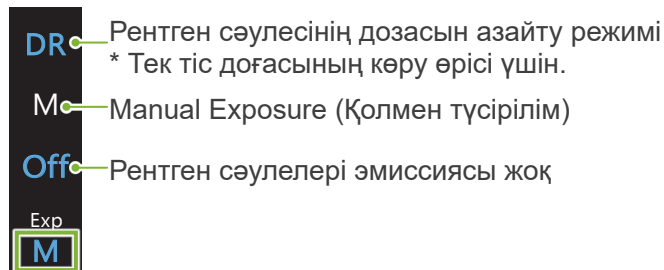 DR Рентген сәулесінің дозасын азайту режимі
* Тек тіс доғасының көру өрісі үшін.
M Manual Exposure (Қолмен түсірілім)
Off Рентген сәулелері эмиссиясы жоқ
Exp
M